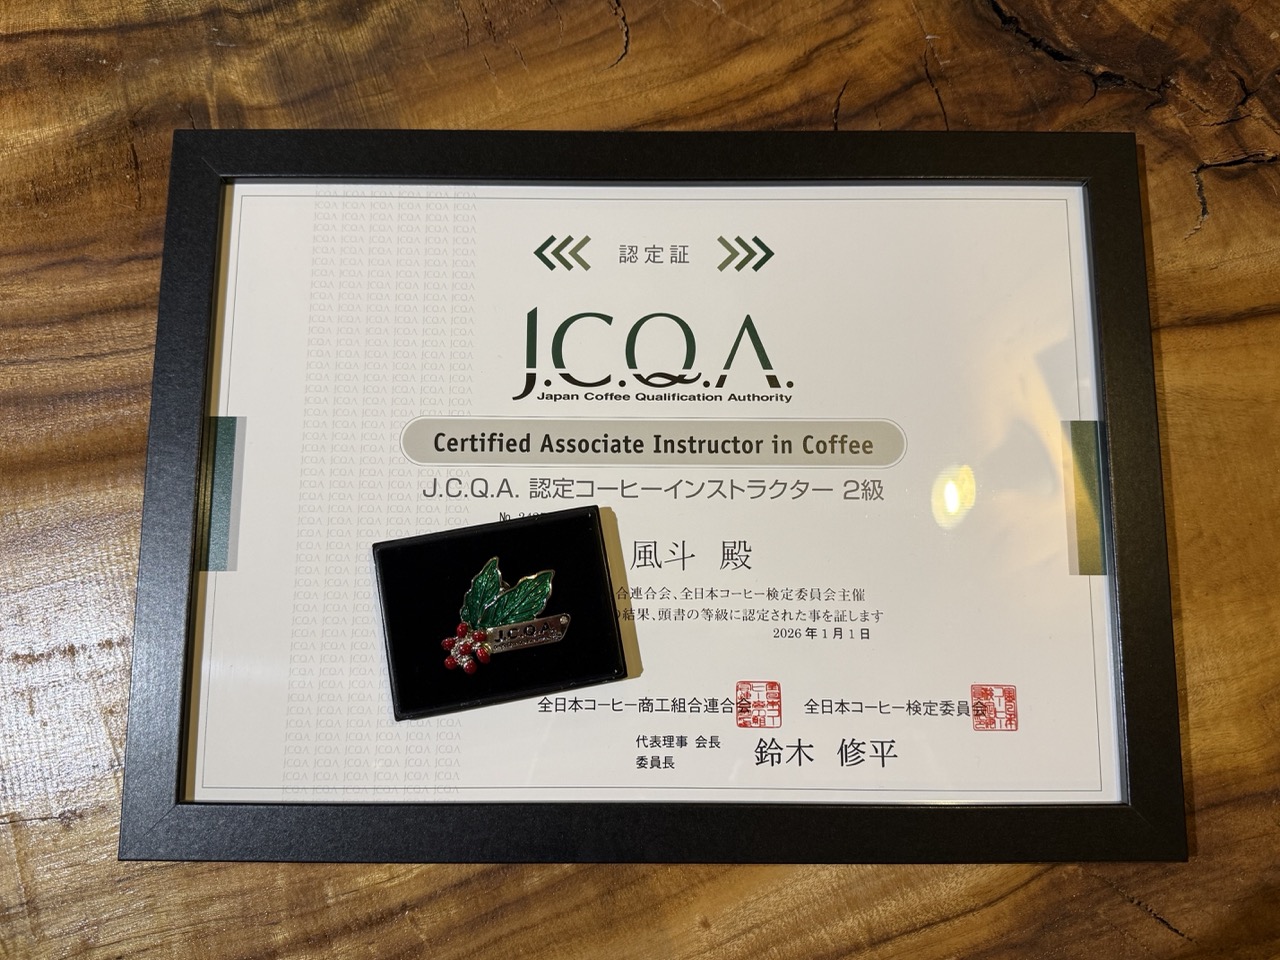 認定証
J.C.Q.A.
Japan Coffee Qualification Authority
Certified Associate Instructor in Coffee
J.C.Q.A. 認定コーヒーインストラクター 2級
No.
風斗 殿
合連合会、全日本コーヒー検定委員会主催
結果、頭書の等級に認定された事を証します
2026年1月1日
J.C.Q.A.
全日本コーヒー商工組合連合会 全日本コーヒー検定委員会
代表理事 会長
委員長
鈴木 修平